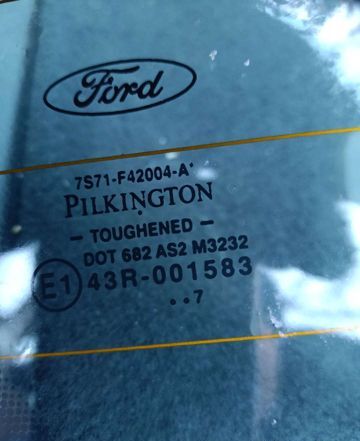 Ford
7S71-F42004-A*
PILKINGTON
- TOUGHENED -
DOT 682 AS2 M3232
E1 43R-001583
• • 7